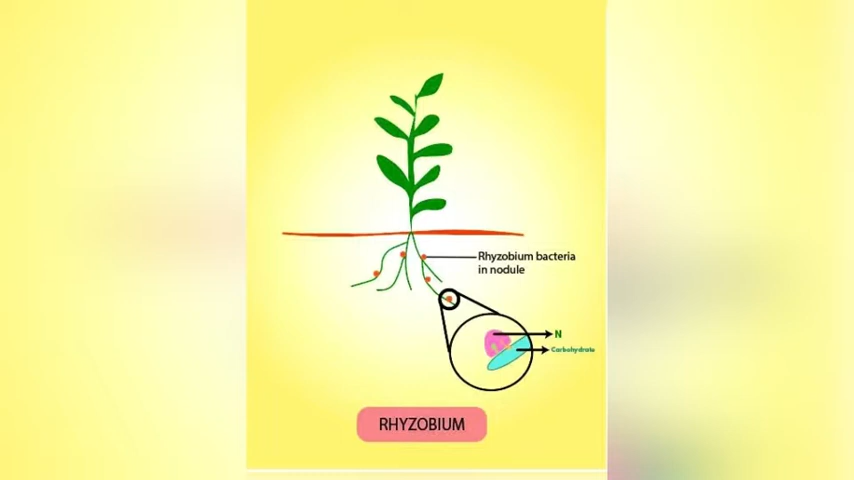 Rhyzobium bacteria
in nodule
N
Carbohydrate
RHYZOBIUM